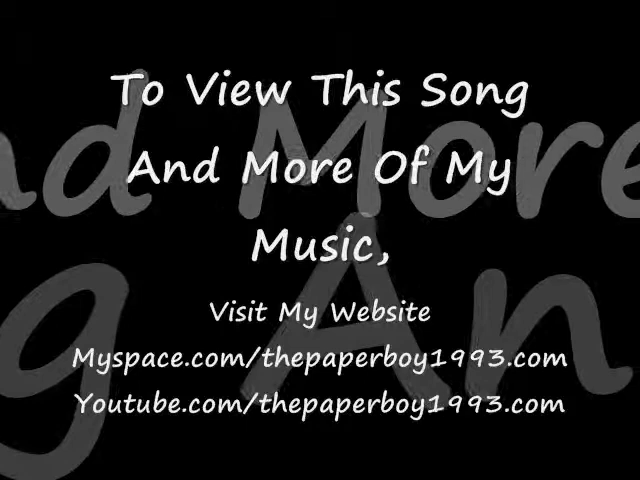 To View This Song
And More Of My
Music,
Visit My Website
Myspace.com/thepaperboy1993.com
Youtube.com/thepaperboy1993.com